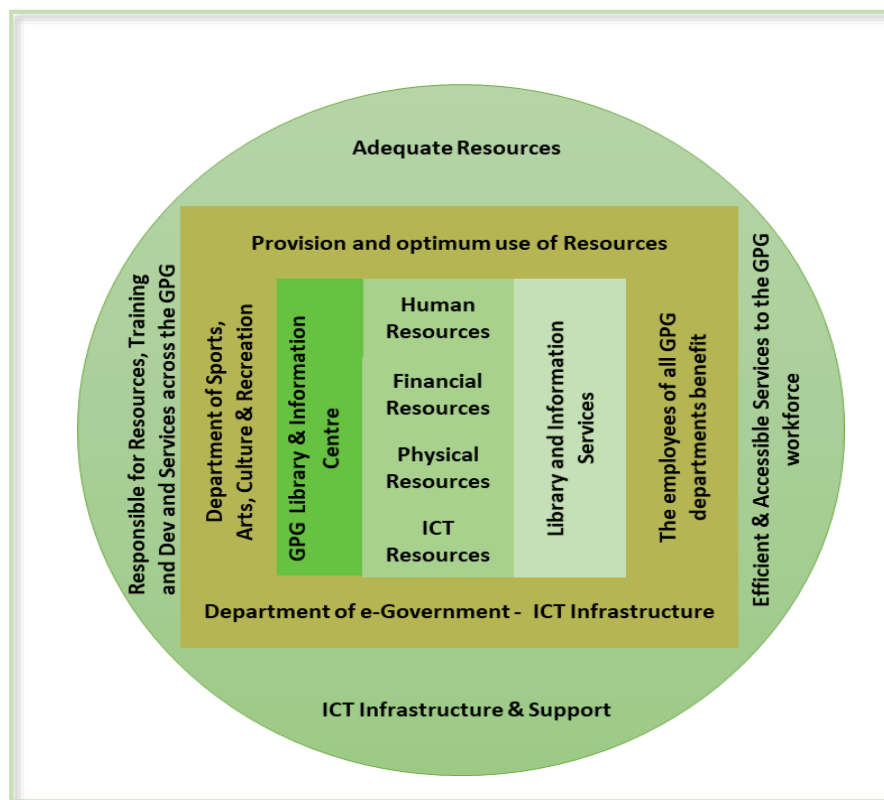 Adequate Resources
Provision and optimum use of Resources
Responsible for Resources, Training
and Dev and Services across the GPG
Department of Sports,
Arts, Culture & Recreation
GPG Library & Information
Centre
Human
Resources
Financial
Resources
Physical
Resources
ICT
Resources
Library and Information
Services
The employees of all GPG
departments benefit
Efficient & Accessible Services to the GPG
workforce
Department of e-Government - ICT Infrastructure
ICT Infrastructure & Support